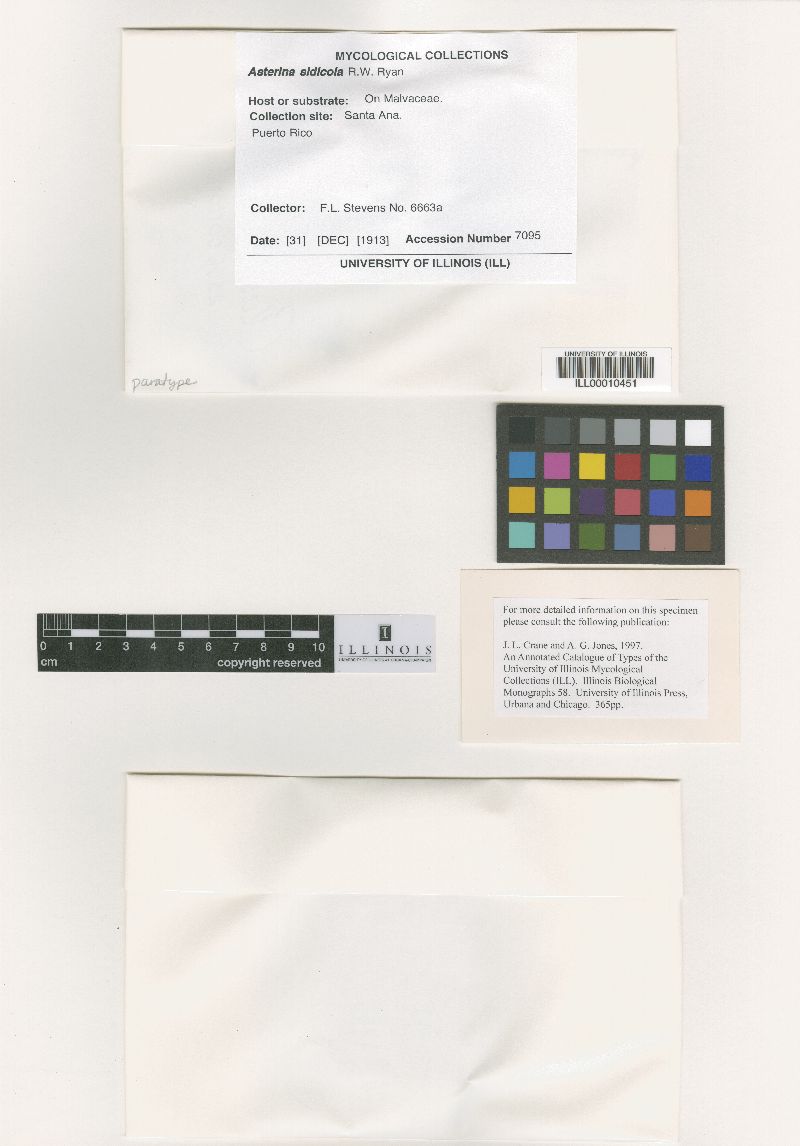 MYCOLOGICAL COLLECTIONS
Asterina sidicola R.W. Ryan
Host or substrate: On Malvaceae.
Collection site: Santa Ana.
Puerto Rico
Collector: F.L. Stevens No. 6663a
Date: [31] [DEC] [1913] Accession Number 7095
UNIVERSITY OF ILLINOIS (ILL)
paratype
UNIVERSITY OF ILLINOIS
ILL00010451
0 1 2 3 4 5 6 7 8 9 10
cm copyright reserved
I
ILLINOIS
For more detailed information on this specimen
please consult the following publication:
J. L. Crane and A. G. Jones, 1997.
An Annotated Catalogue of Types of the
University of Illinois Mycological
Collections (ILL). Illinois Biological
Monographs 58. University of Illinois Press,
Urbana and Chicago. 365pp.